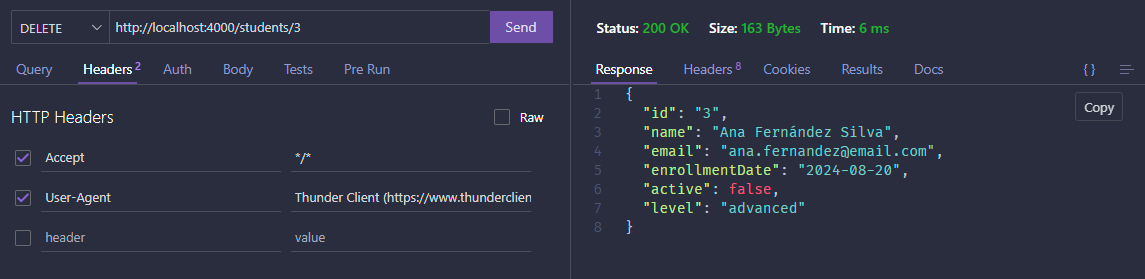 DELETE http://localhost:4000/students/3 Send
Query Headers 2 Auth Body Tests Pre Run
HTTP Headers Raw
Accept */*
User-Agent Thunder Client (https://www.thunderclien
header value
Status: 200 OK Size: 163 Bytes Time: 6 ms
Response Headers 8 Cookies Results Docs { }
Copy
1 {
2 "id": "3",
3 "name": "Ana Fernández Silva",
4 "email": "ana.fernandez@email.com",
5 "enrollmentDate": "2024-08-20",
6 "active": false,
7 "level": "advanced"
8 }